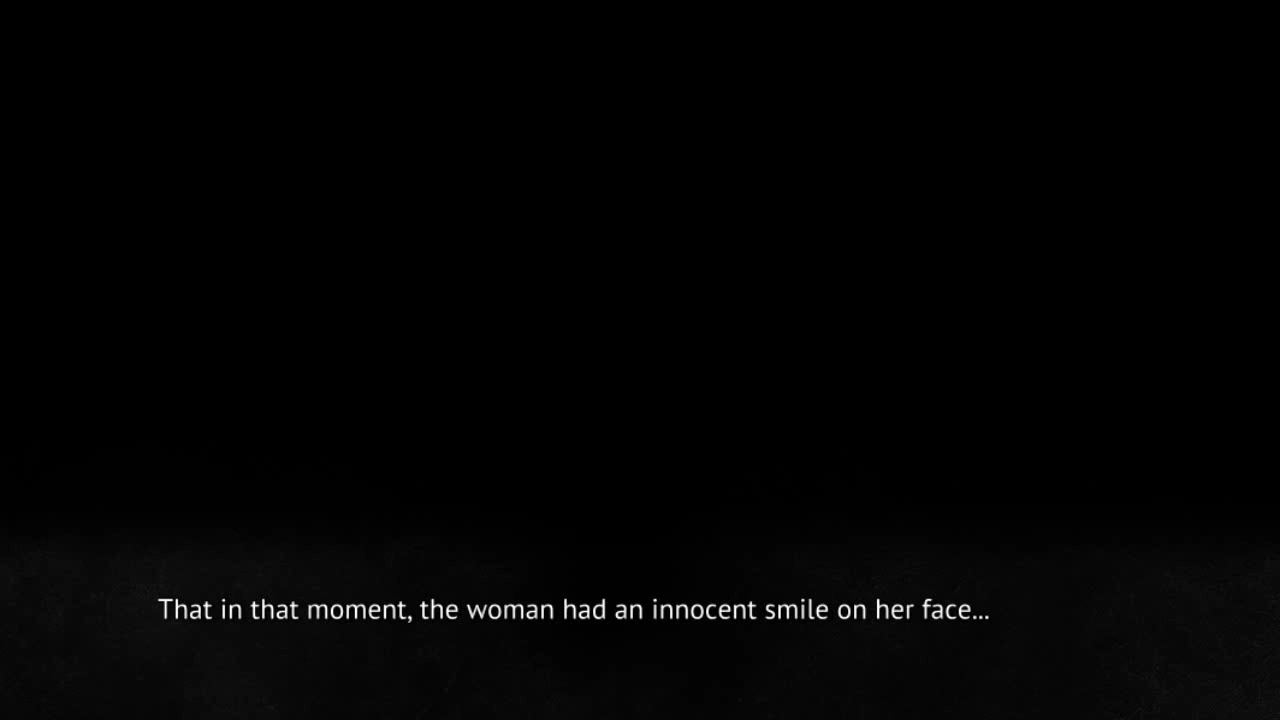 That in that moment, the woman had an innocent smile on her face...